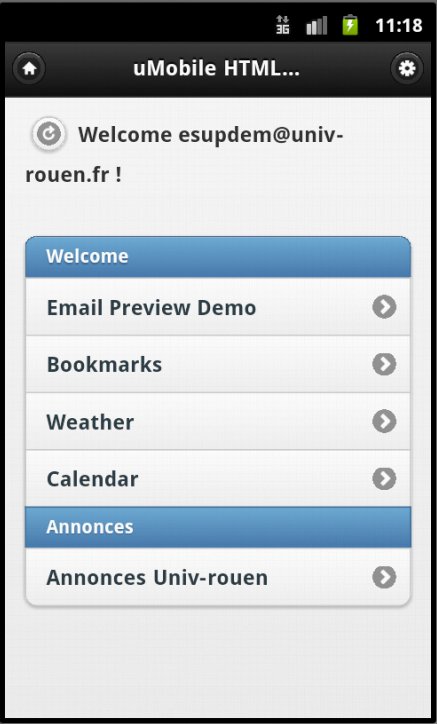 3G 11:18
uMobile HTML...
Welcome esupdem@univ-
rouen.fr !
Welcome
Email Preview Demo
Bookmarks
Weather
Calendar
Annonces
Annonces Univ-rouen